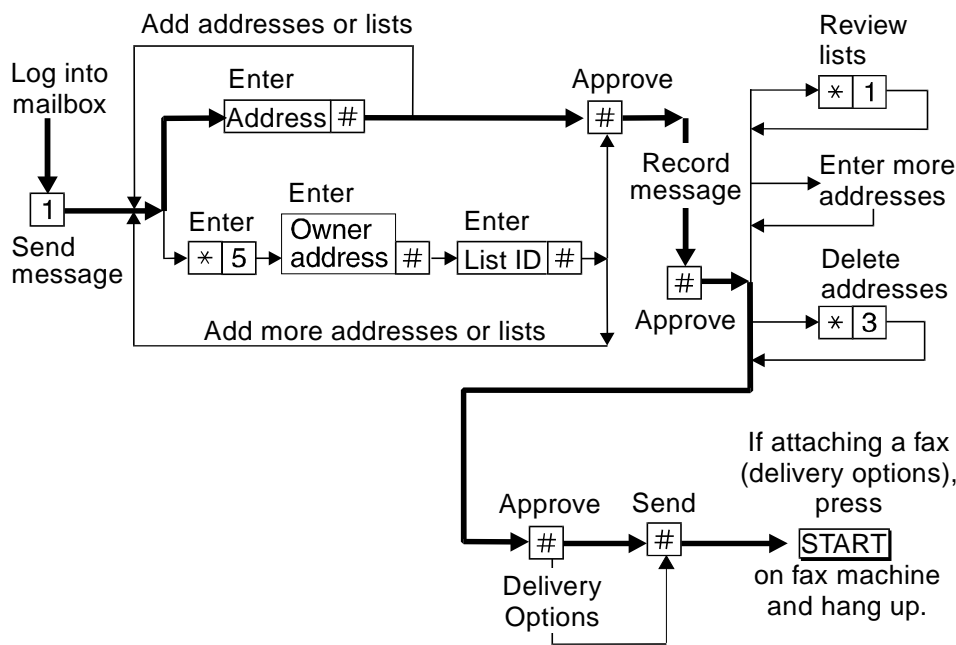 Add addresses or lists
Log into
mailbox
Enter
Address #
Approve
#
Review
lists
* 1
1
Send
message
Enter
* 5
Enter
Owner
address #
Enter
List ID #
Record
message
Enter more
addresses
#
Approve
Delete
addresses
* 3
Add more addresses or lists
If attaching a fax
(delivery options),
press
START
on fax machine
and hang up.
Approve
#
Send
#
Delivery
Options